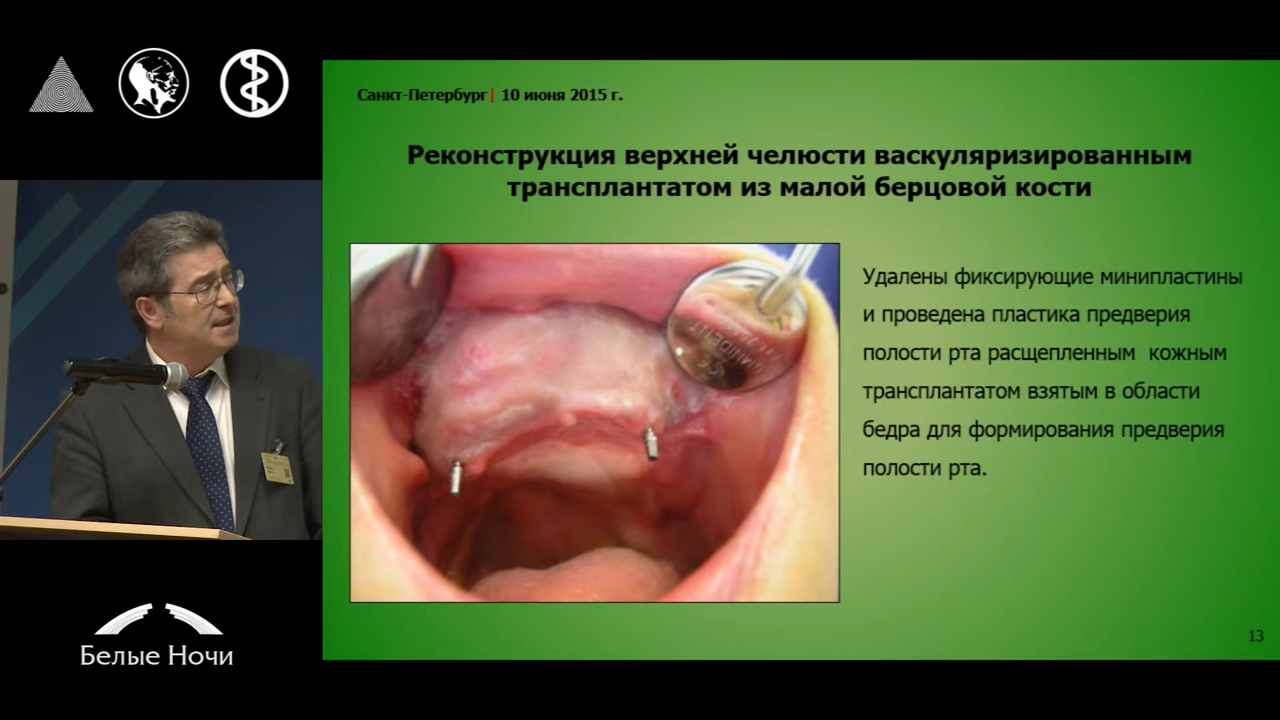 Санкт-Петербург| 10 июня 2015 г.
Реконструкция верхней челюсти васкуляризированным
трансплантатом из малой берцовой кости
Удалены фиксирующие минипластины
и проведена пластика предверия
полости рта расщепленным кожным
трансплантатом взятым в области
бедра для формирования предверия
полости рта.
13
Белые Ночи